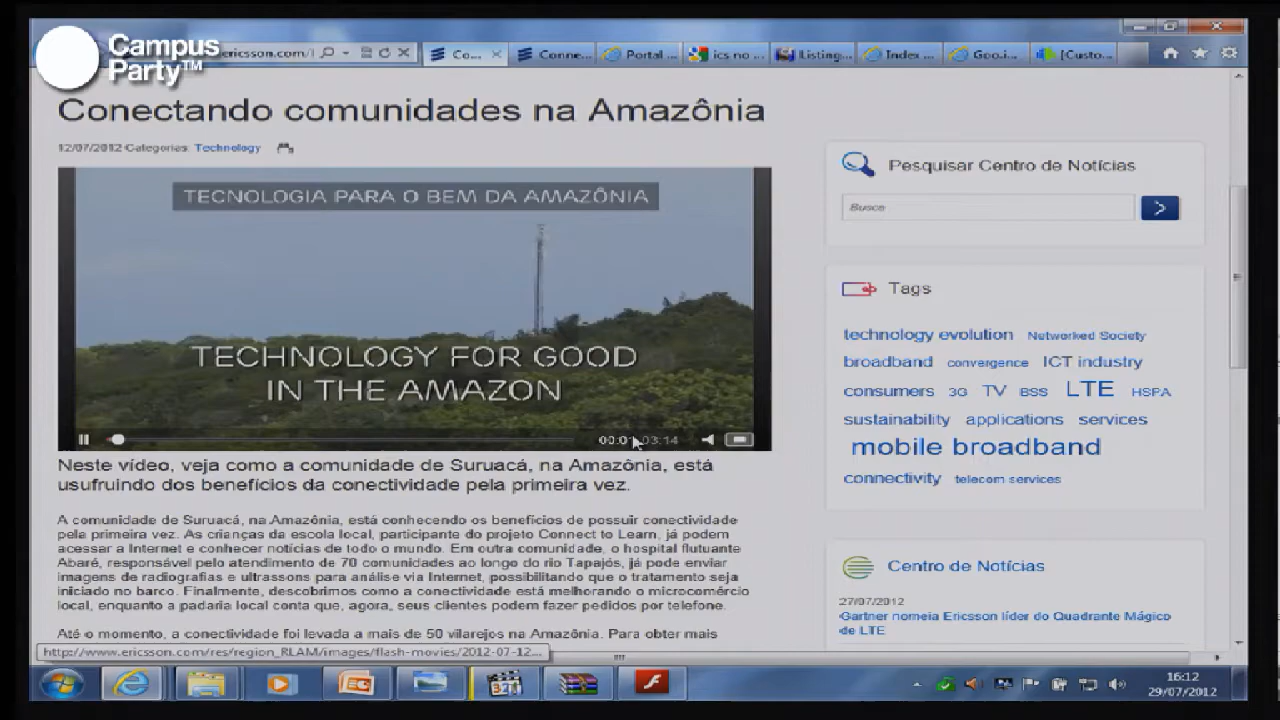 Campus
Party™
ericsson.com/
Co...
Conne...
Portal ...
ics no ...
Listing...
Index ...
Goo.i...
[Custo...
Conectando comunidades na Amazônia
12/07/2012 Categorias: Technology
TECNOLOGIA PARA O BEM DA AMAZÔNIA
TECHNOLOGY FOR GOOD
IN THE AMAZON
00:01 03:14
Neste vídeo, veja como a comunidade de Suruacá, na Amazônia, está
usufruindo dos benefícios da conectividade pela primeira vez.
A comunidade de Suruacá, na Amazônia, está conhecendo os benefícios de possuir conectividade
pela primeira vez. As crianças da escola local, participante do projeto Connect to Learn, já podem
acessar a Internet e conhecer notícias de todo o mundo. Em outra comunidade, o hospital flutuante
Abaré, responsável pelo atendimento de 70 comunidades ao longo do rio Tapajós, já pode enviar
imagens de radiografias e ultrassons para análise via Internet, possibilitando que o tratamento seja
iniciado no barco. Finalmente, descobrimos como a conectividade está melhorando o microcomércio
local, enquanto a padaria local conta que, agora, seus clientes podem fazer pedidos por telefone.
Até o momento, a conectividade foi levada a mais de 50 vilarejos na Amazônia. Para obter mais
http://www.ericsson.com/res/region_RLAM/images/flash-movies/2012-07-12...
Pesquisar Centro de Notícias
Busca
Tags
technology evolution Networked Society
broadband convergence ICT industry
consumers 3G TV BSS LTE HSPA
sustainability applications services
mobile broadband
connectivity telecom services
Centro de Notícias
27/07/2012
Gartner nomeia Ericsson líder do Quadrante Mágico
de LTE
16:12
29/07/2012